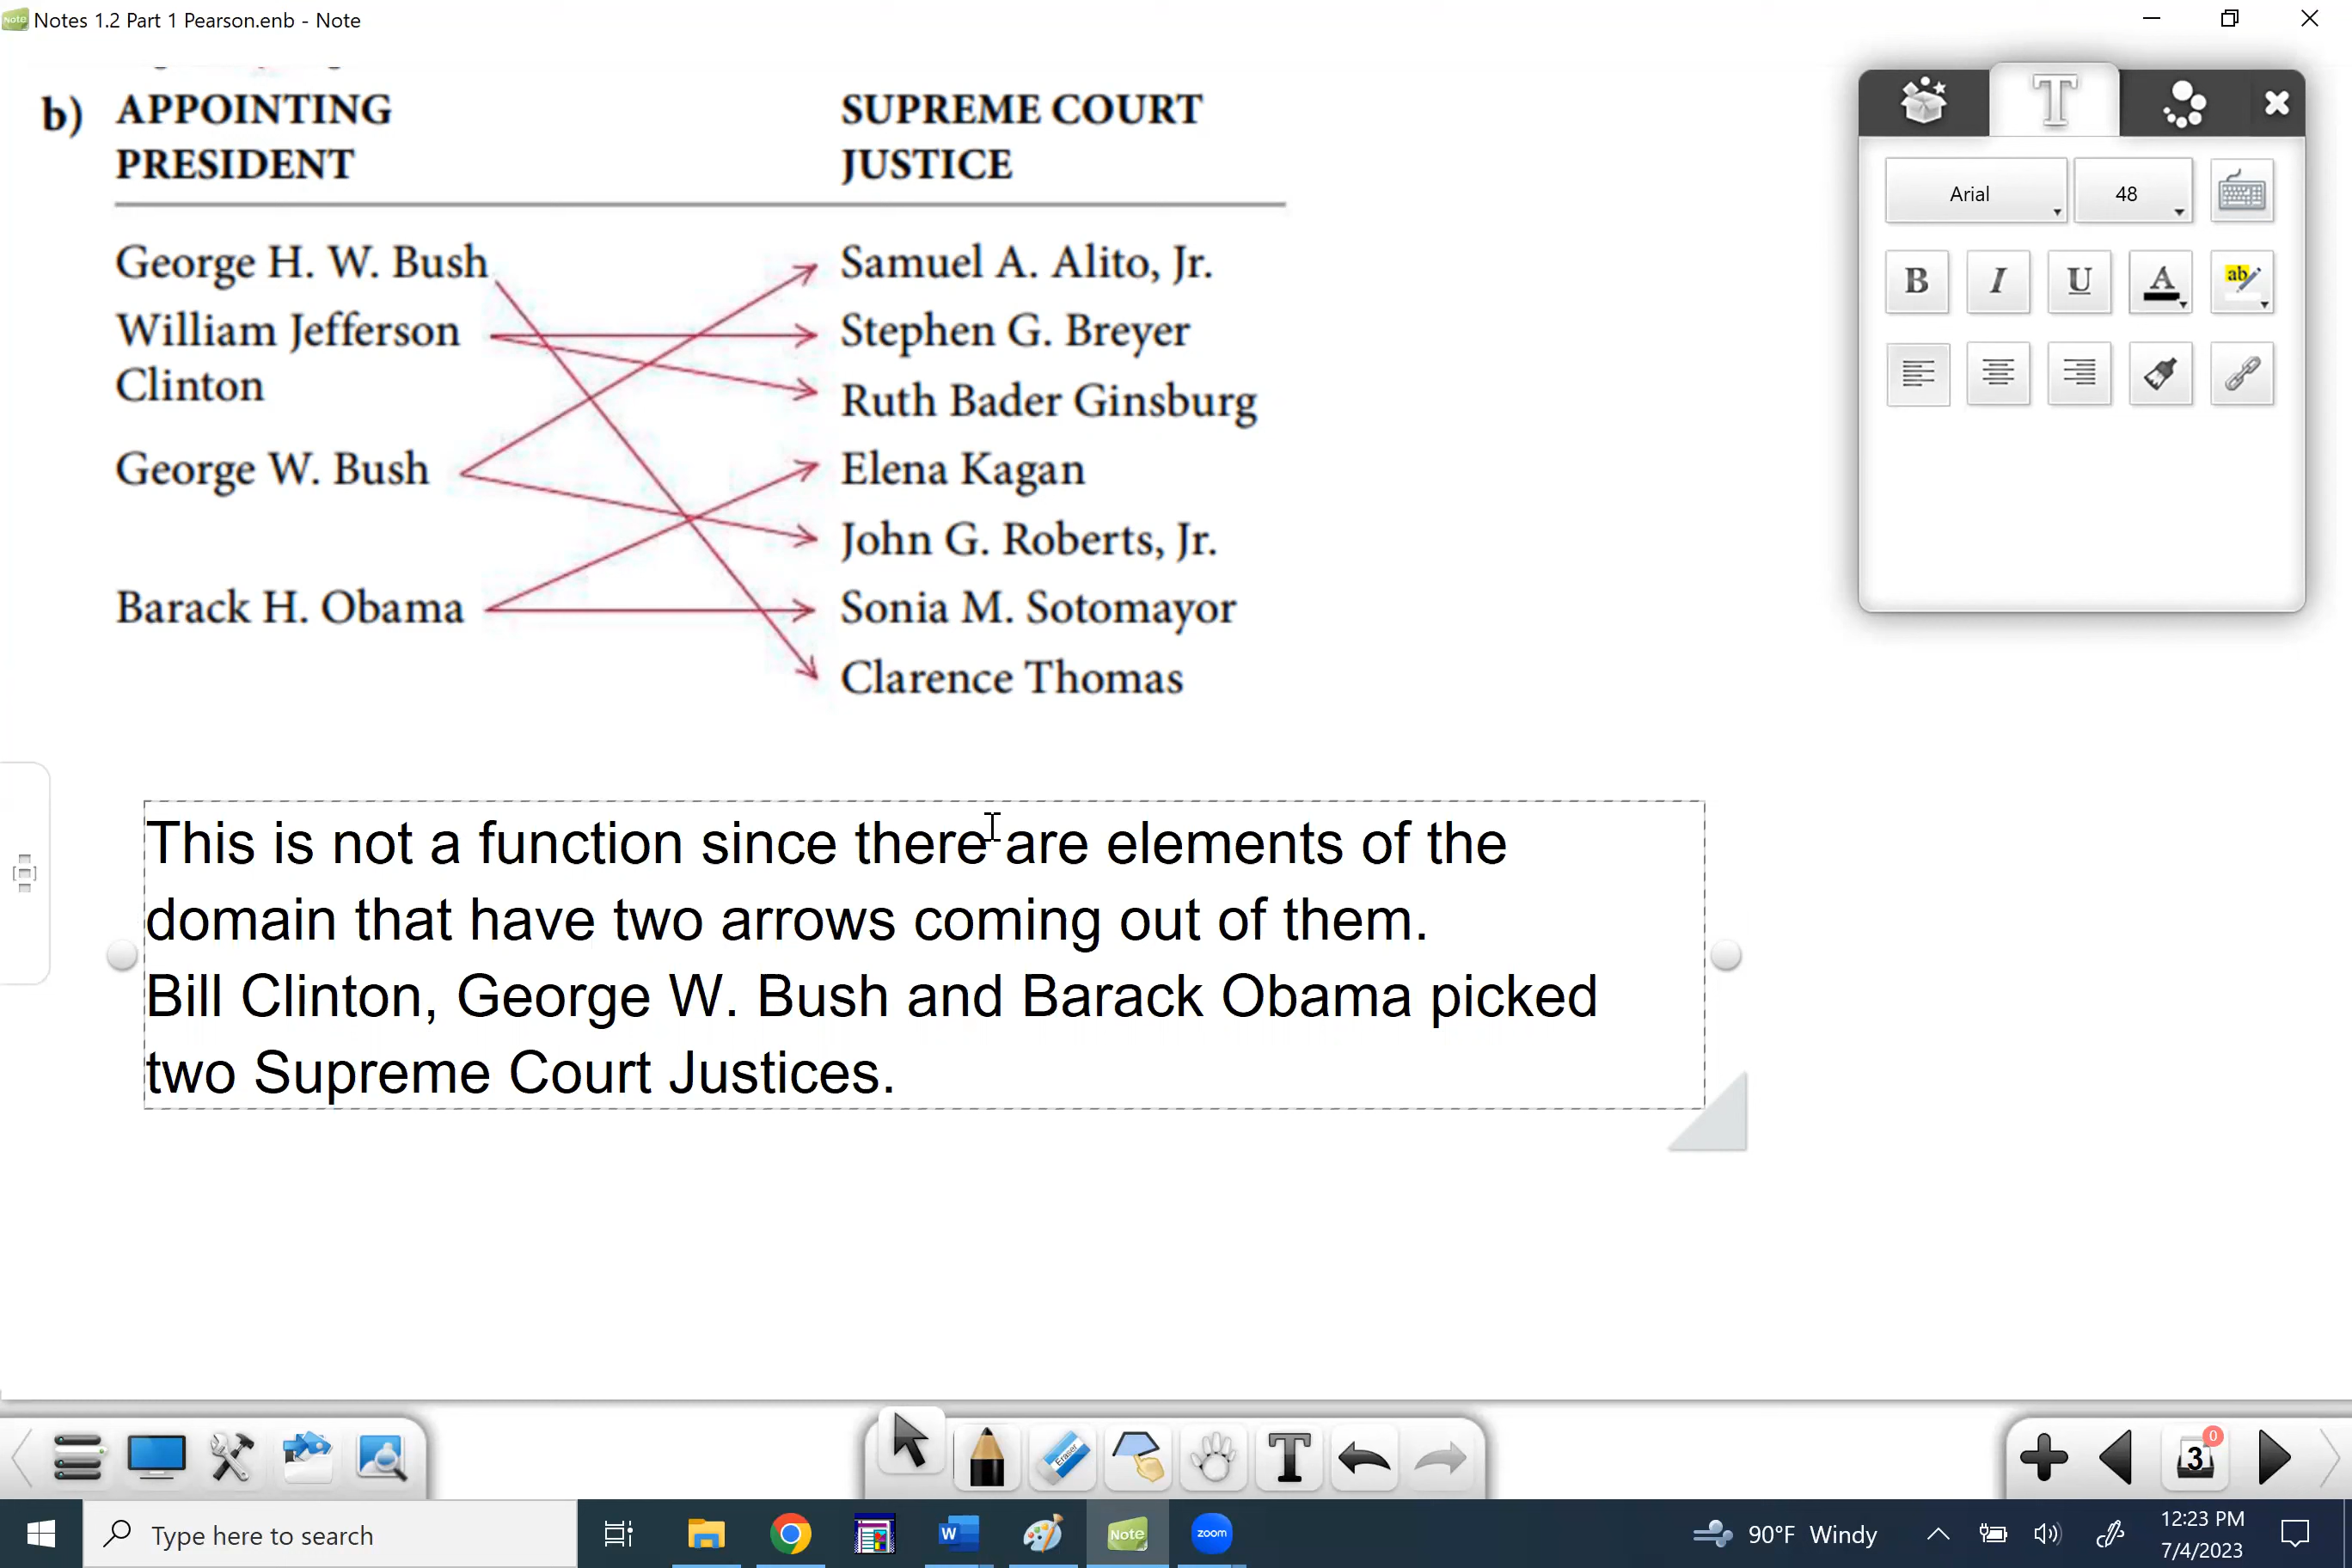 Notes 1.2 Part 1 Pearson.enb - Note
b) APPOINTING
PRESIDENT
SUPREME COURT
JUSTICE
George H. W. Bush
William Jefferson
Clinton
George W. Bush
Barack H. Obama
Samuel A. Alito, Jr.
Stephen G. Breyer
Ruth Bader Ginsburg
Elena Kagan
John G. Roberts, Jr.
Sonia M. Sotomayor
Clarence Thomas
This is not a function since there are elements of the
domain that have two arrows coming out of them.
Bill Clinton, George W. Bush and Barack Obama picked
two Supreme Court Justices.
T
Arial
48
B I U A ab
Eraser
T
3
0
Type here to search
W
Note
zoom
90°F Windy
12:23 PM
7/4/2023